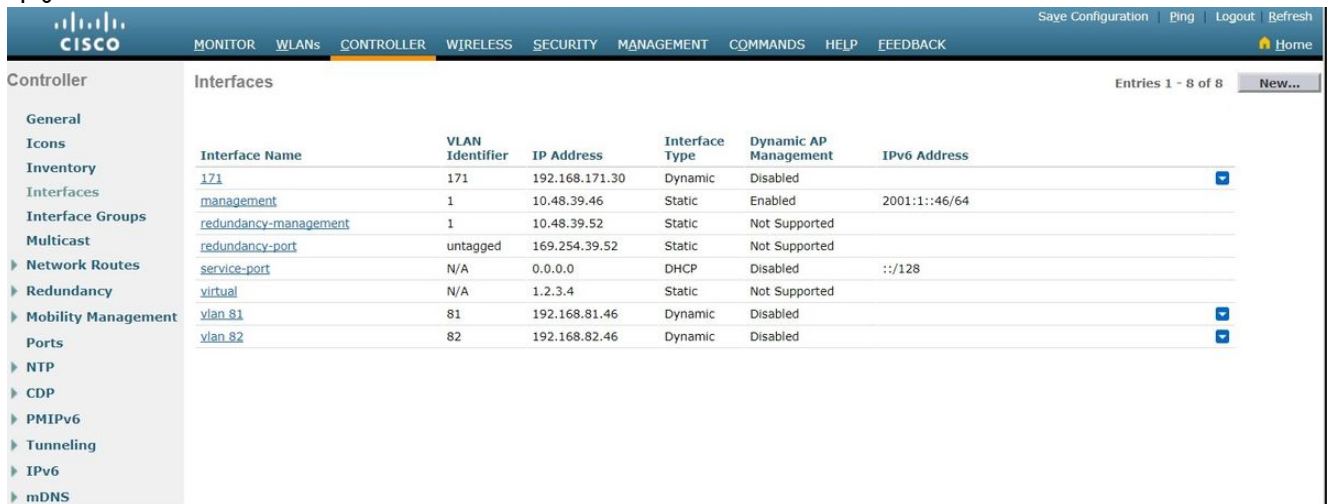 Save Configuration | Ping | Logout | Refresh
CISCO MONITOR WLANs CONTROLLER WIRELESS SECURITY MANAGEMENT COMMANDS HELP FEEDBACK Home
Controller
General
Icons
Inventory
Interfaces
Interface Groups
Multicast
Network Routes
Redundancy
Mobility Management
Ports
NTP
CDP
PMIPv6
Tunneling
IPv6
mDNS
Interfaces Entries 1 - 8 of 8 New...
Interface Name VLAN Identifier IP Address Interface Type Dynamic AP Management IPv6 Address
171 171 192.168.171.30 Dynamic Disabled
management 1 10.48.39.46 Static Enabled 2001:1::46/64
redundancy-management 1 10.48.39.52 Static Not Supported
redundancy-port untagged 169.254.39.52 Static Not Supported
service-port N/A 0.0.0.0 DHCP Disabled ::/128
virtual N/A 1.2.3.4 Static Not Supported
vlan 81 81 192.168.81.46 Dynamic Disabled
vlan 82 82 192.168.82.46 Dynamic Disabled